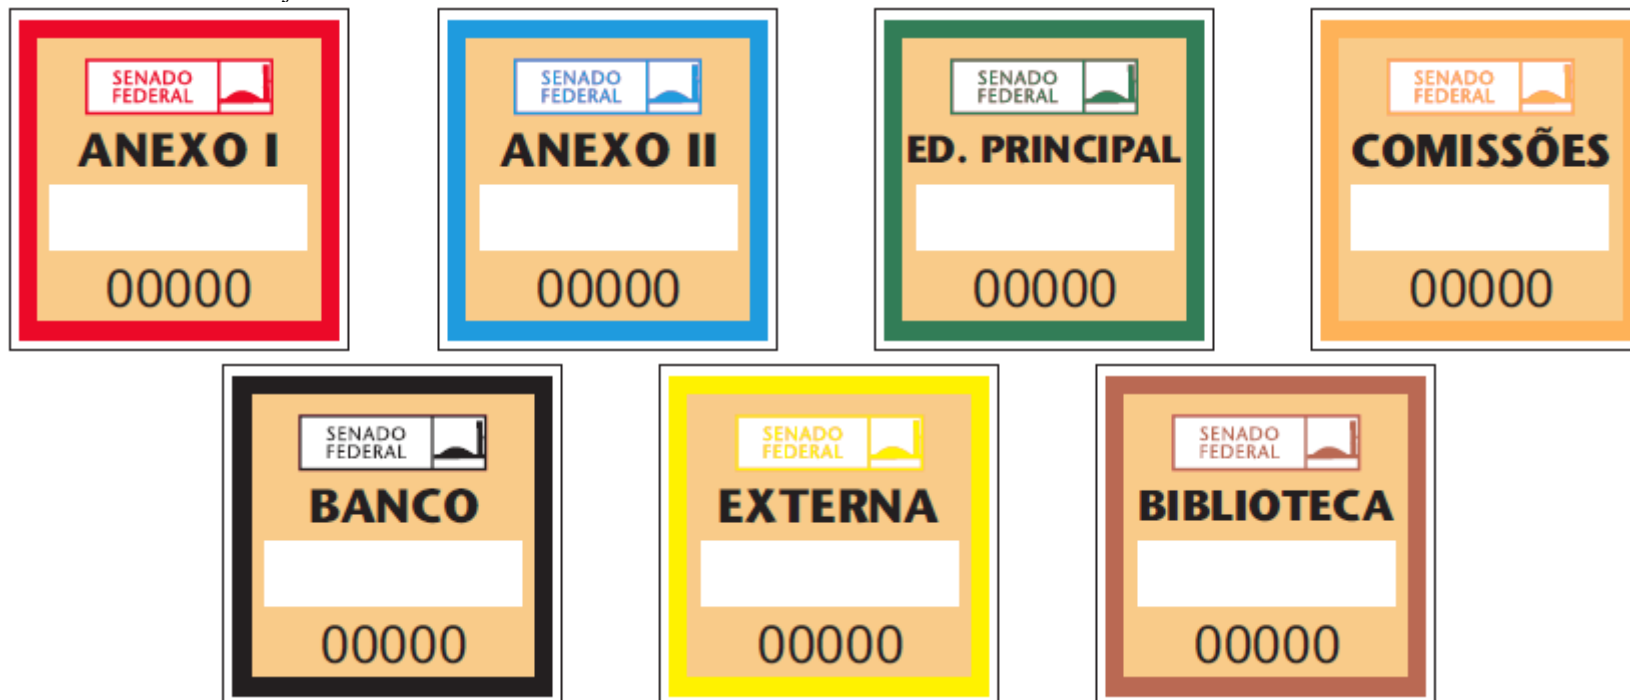 SENADO
FEDERAL
ANEXO I
00000
SENADO
FEDERAL
ANEXO II
00000
SENADO
FEDERAL
ED. PRINCIPAL
00000
SENADO
FEDERAL
COMISSÕES
00000
SENADO
FEDERAL
BANCO
00000
SENADO
FEDERAL
EXTERNA
00000
SENADO
FEDERAL
BIBLIOTECA
00000